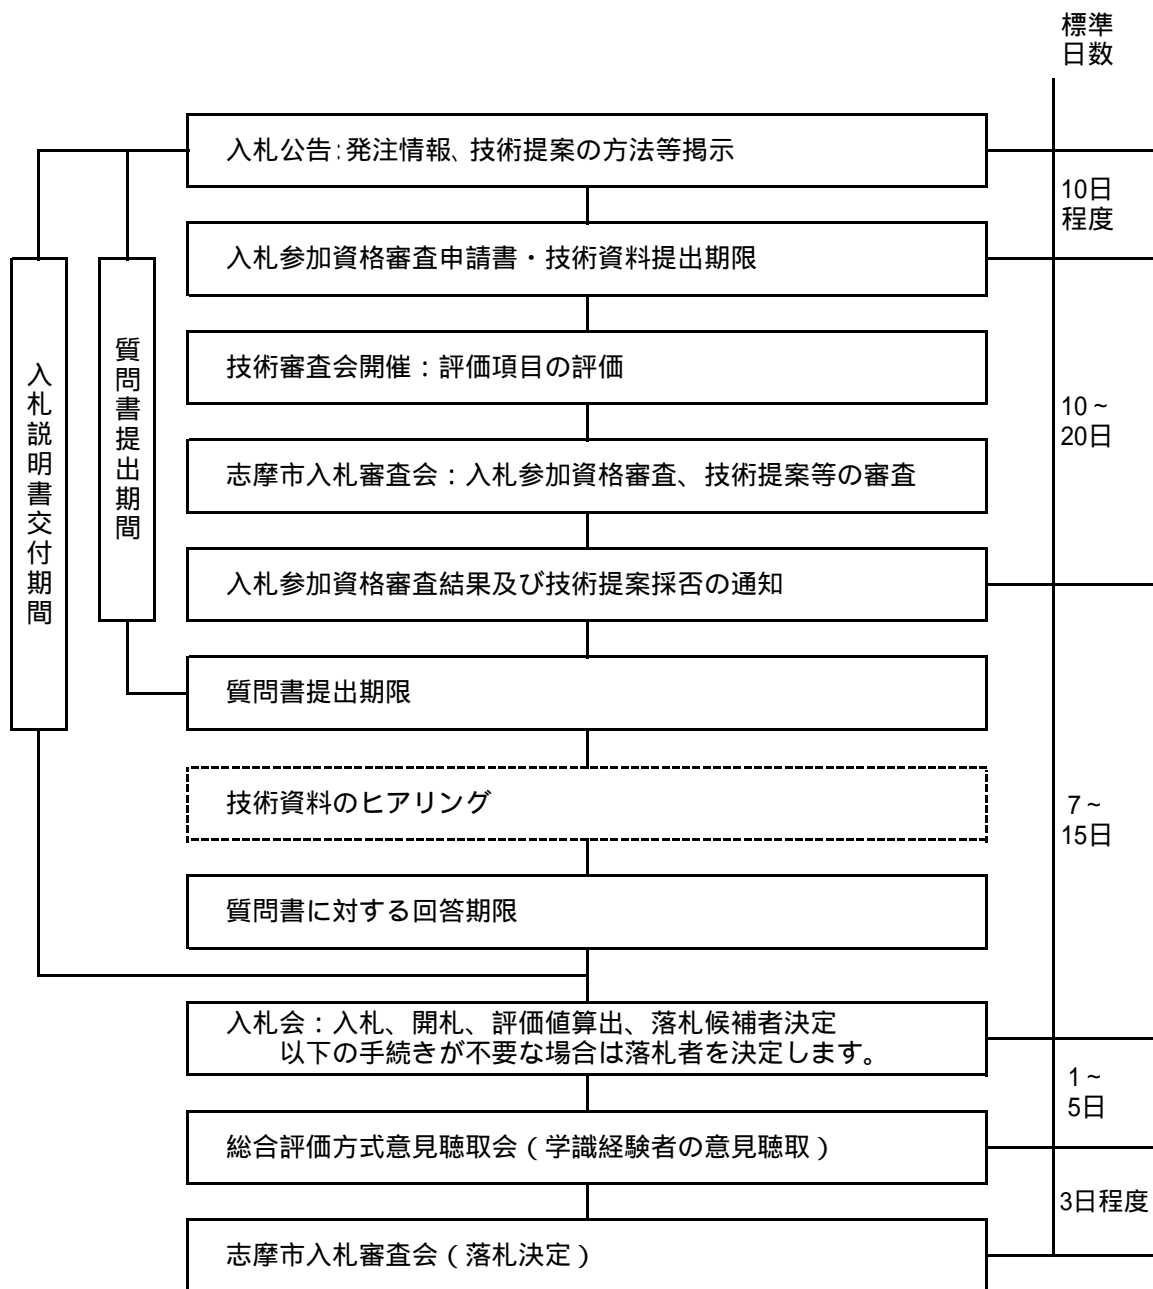 標準
日数
入札公告：発注情報、技術提案の方法等掲示
10日
程度
入札参加資格審査申請書・技術資料提出期限
入札説明書交付期間
質問書提出期間
技術審査会開催：評価項目の評価
10～
20日
志摩市入札審査会：入札参加資格審査、技術提案等の審査
入札参加資格審査結果及び技術提案採否の通知
質問書提出期限
技術資料のヒアリング
7～
15日
質問書に対する回答期限
入札会：入札、開札、評価値算出、落札候補者決定
以下の手続きが不要な場合は落札者を決定します。
1～
5日
総合評価方式意見聴取会（学識経験者の意見聴取）
3日程度
志摩市入札審査会（落札決定）